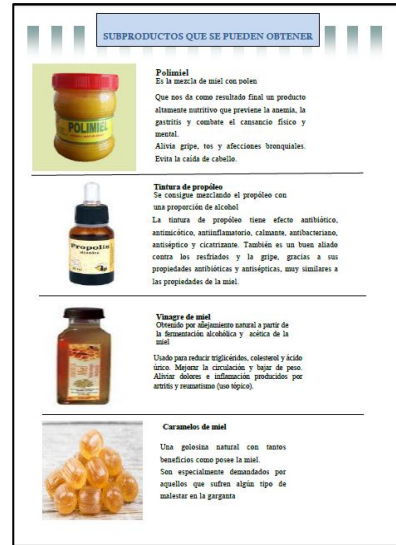 SUBPRODUCTOS QUE SE PUEDEN OBTENER
Polimiel
Es la mezcla de miel con polen
Que nos da como resultado final un producto
altamente nutritivo que previene la anemia, la
gastritis y combate el cansancio físico y
mental.
Alivia gripe, tos y afecciones bronquiales.
Evita la caída de cabello.
POLIMIEL
Tintura de propóleo
Se consigue mezclando el propóleo con
una proporción de alcohol
La tintura de propóleo tiene efecto antibiótico,
antimicótico, antiinflamatorio, calmante, antibacteriano,
antiséptico y cicatrizante. También es un buen aliado
contra los resfriados y la gripe, gracias a sus
propiedades antibióticas y antisépticas, muy similares a
las propiedades de la miel.
Propolis
Vinagre de miel
Obtenido por añejamiento natural a partir de
la fermentación alcohólica y acética de la
miel
Usado para reducir triglicéridos, colesterol y ácido
úrico. Mejorar la circulación y bajar de peso.
Aliviar dolores e inflamación producidos por
artritis y reumatismo (uso tópico).
Caramelos de miel
Una golosina natural con tantos
beneficios como posee la miel.
Son especialmente demandados por
aquellos que sufren algún tipo de
malestar en la garganta